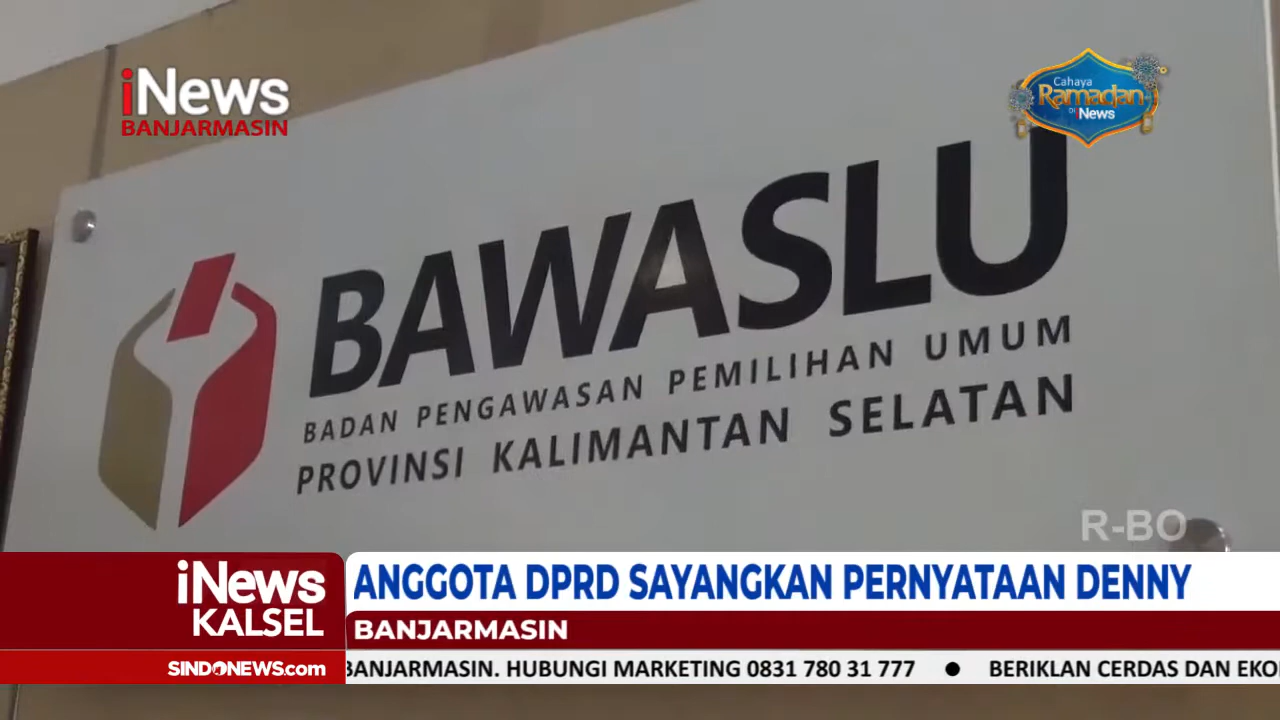 iNews
BANJARMASIN
Cahaya
Ramadan
Di iNews
BAWASLU
BADAN PENGAWASAN PEMILIHAN UMUM
PROVINSI KALIMANTAN SELATAN
R-BO
iNews
KALSEL
ANGGOTA DPRD SAYANGKAN PERNYATAAN DENNY
BANJARMASIN
SINDONEWS.com
BANJARMASIN. HUBUNGI MARKETING 0831 780 31 777 ● BERIKLAN CERDAS DAN EKO